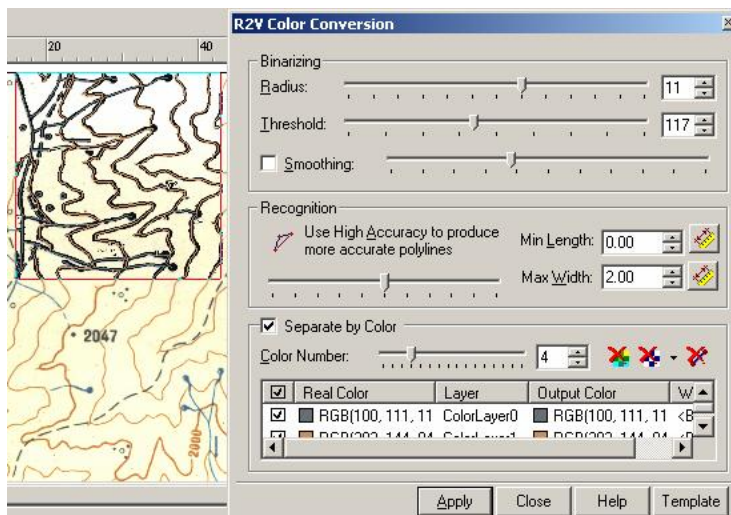 R2V Color Conversion
20 40
Binarizing
Radius: 11
Threshold: 117
Smoothing:
Recognition
Use High Accuracy to produce
more accurate polylines
Min Length: 0.00
Max Width: 2.00
Separate by Color
Color Number: 4
Real Color Layer Output Color W
RGB(100, 111, 11 ColorLayer0 RGB(100, 111, 11 <B
2047
2000
Apply Close Help Template